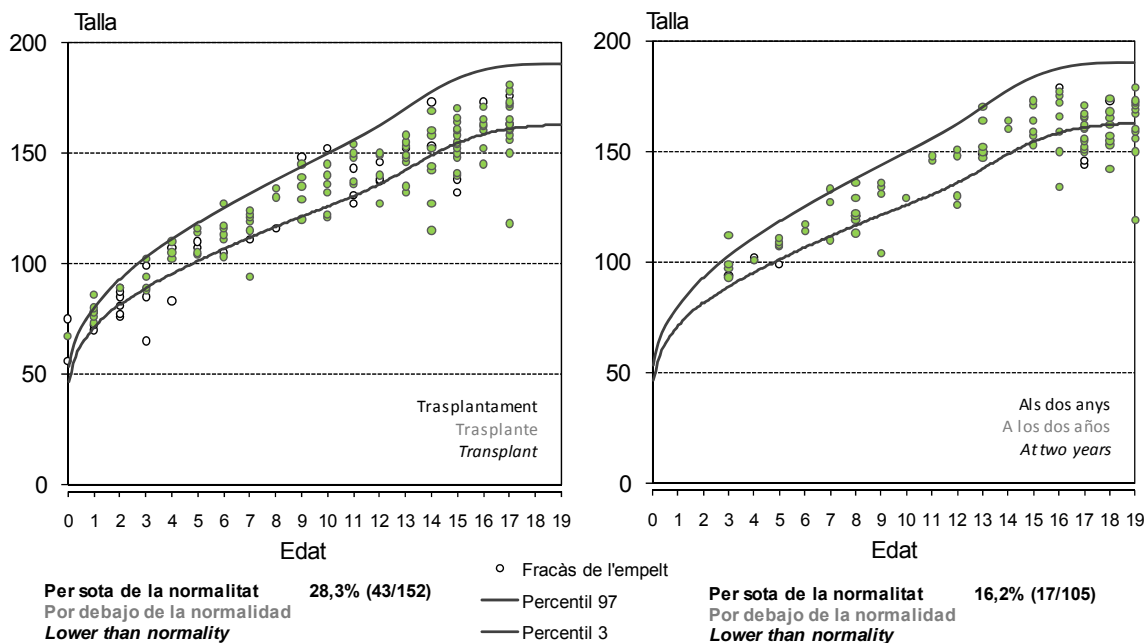 Talla
200
150
100
50
0
0 1 2 3 4 5 6 7 8 9 10 11 12 13 14 15 16 17 18 19
Edat
Trasplantament
Trasplante
Transplant
Per sota de la normalitat 28,3% (43/152)
Por debajo de la normalidad
Lower than normality
Fracàs de l'empelt
Percentil 97
Percentil 3
Talla
200
150
100
50
0
0 1 2 3 4 5 6 7 8 9 10 11 12 13 14 15 16 17 18 19
Edat
Als dos anys
A los dos años
At two years
Per sota de la normalitat 16,2% (17/105)
Por debajo de la normalidad
Lower than normality